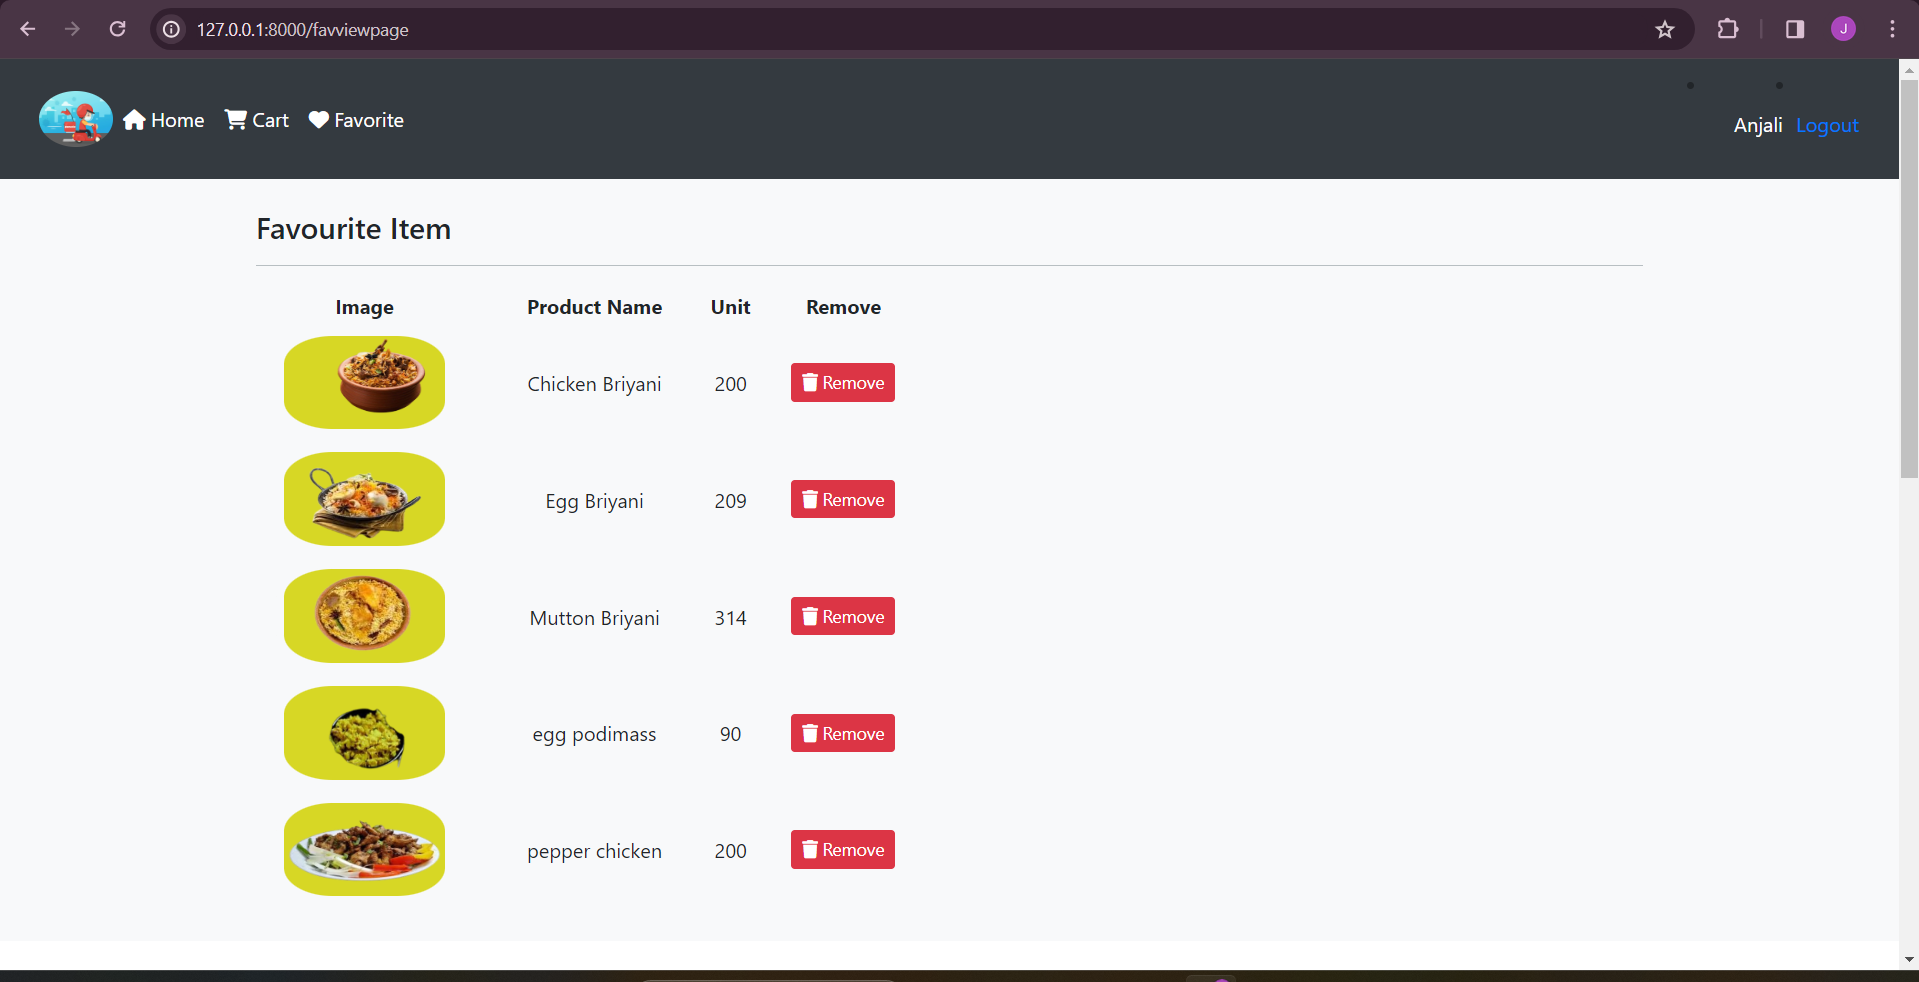 127.0.0.1:8000/favviewpage
J
Home Cart Favorite
Anjali Logout
Favourite Item
Image Product Name Unit Remove
Chicken Briyani 200 Remove
Egg Briyani 209 Remove
Mutton Briyani 314 Remove
egg podimass 90 Remove
pepper chicken 200 Remove